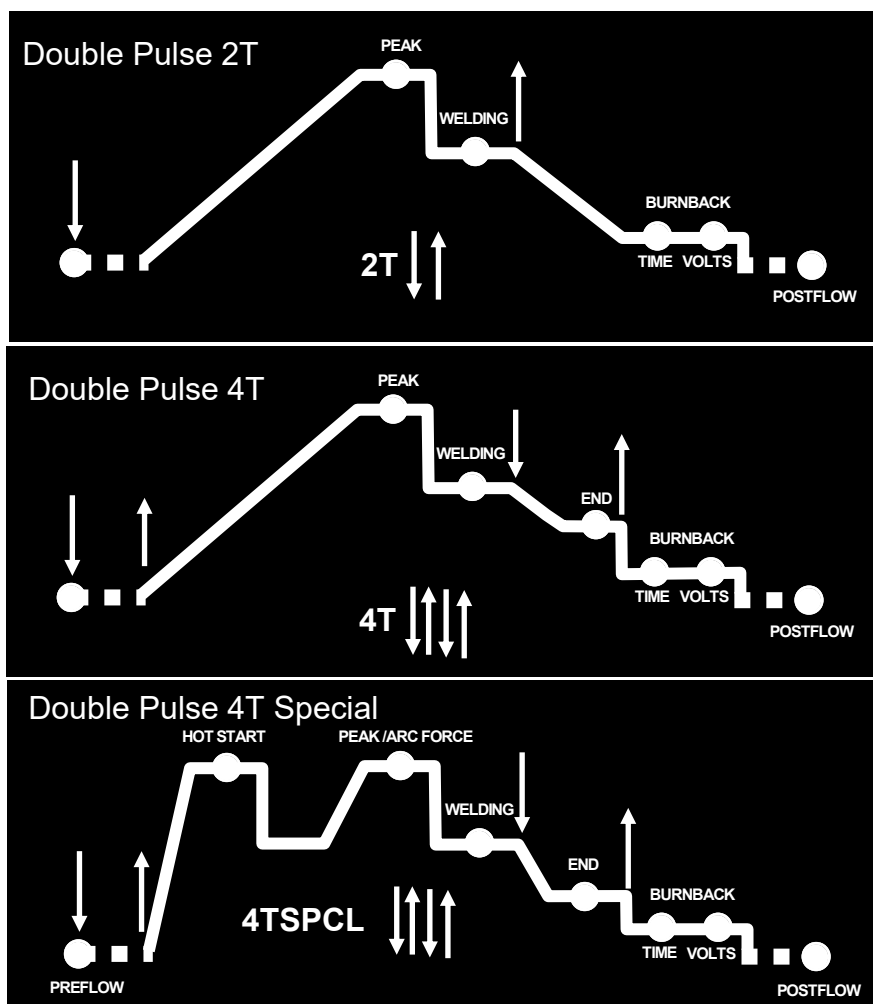 Double Pulse 2T
PEAK
WELDING
BURNBACK
2T
TIME VOLTS
POSTFLOW
Double Pulse 4T
PEAK
WELDING
END
BURNBACK
4T
TIME VOLTS
POSTFLOW
Double Pulse 4T Special
HOT START PEAK /ARC FORCE
WELDING
END
BURNBACK
4TSPCL
TIME VOLTS
PREFLOW POSTFLOW